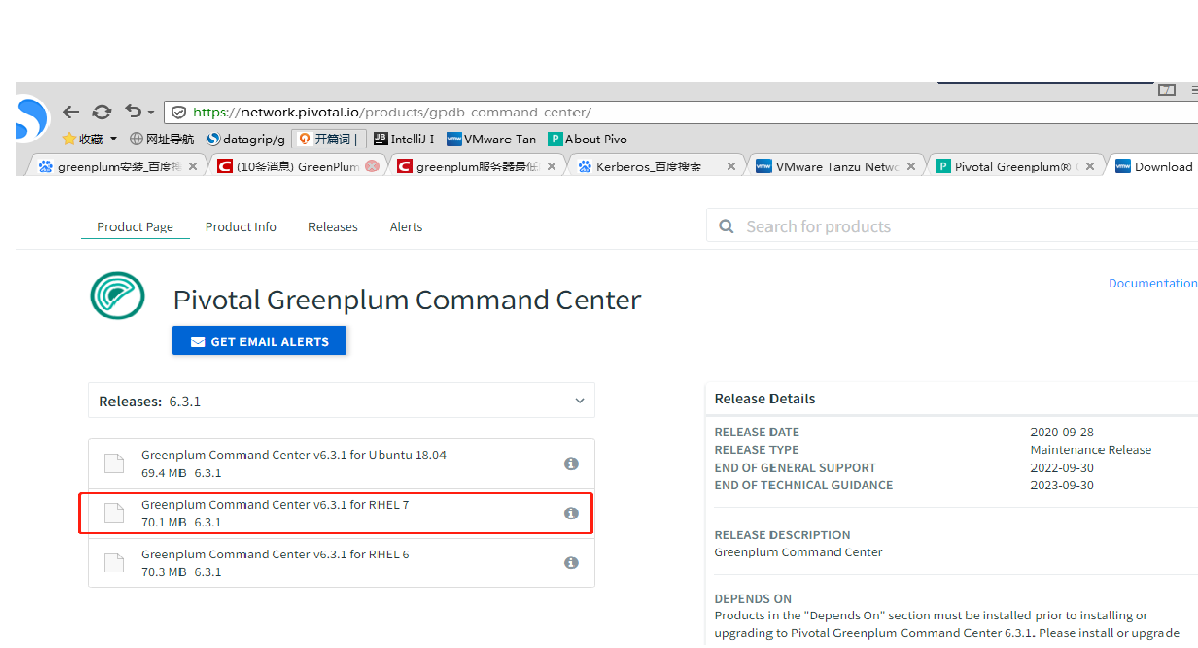 7
https://network.pivotal.io/products/gpdb_command_center/
收藏 网址导航 datagrip/g 开篇词 | IntelliJ I VMware Tan About Pivo
greenplum安装_百度搜 (10条消息) GreenPlum greenplum服务器最低 Kerberos_百度搜索 VMware Tanzu Netwo Pivotal Greenplum® Download
Product Page Product Info Releases Alerts Search for products
Documentation
Pivotal Greenplum Command Center
GET EMAIL ALERTS
Releases: 6.3.1
Greenplum Command Center v6.3.1 for Ubuntu 18.04
69.4 MB 6.3.1
Greenplum Command Center v6.3.1 for RHEL 7
70.1 MB 6.3.1
Greenplum Command Center v6.3.1 for RHEL 6
70.3 MB 6.3.1
Release Details
RELEASE DATE 2020-09-28
RELEASE TYPE Maintenance Release
END OF GENERAL SUPPORT 2022-09-30
END OF TECHNICAL GUIDANCE 2023-09-30
RELEASE DESCRIPTION
Greenplum Command Center
DEPENDS ON
Products in the "Depends On" section must be installed prior to installing or
upgrading to Pivotal Greenplum Command Center 6.3.1. Please install or upgrade